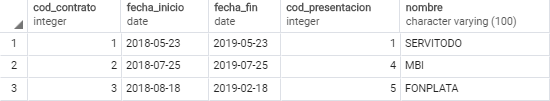 cod_contrato fecha_inicio fecha_fin cod_presentacion nombre
integer date date integer character varying (100)
1 1 2018-05-23 2019-05-23 1 SERVITODO
2 2 2018-07-25 2019-07-25 4 MBI
3 3 2018-08-18 2019-02-18 5 FONPLATA